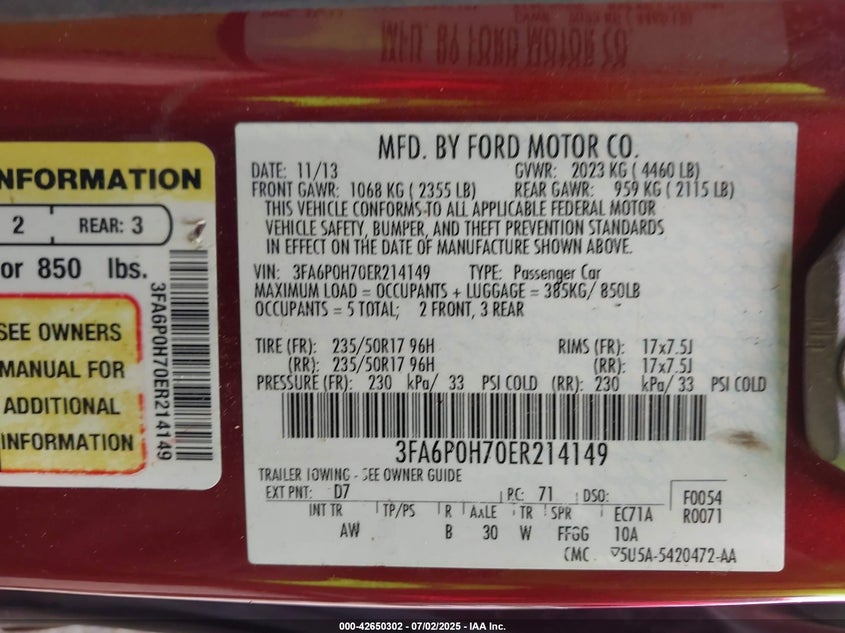 NFORMATION
2 REAR: 3
or 850 lbs.
SEE OWNERS
MANUAL FOR
ADDITIONAL
INFORMATION
3FA6P0H70ER214149
MFD. BY FORD MOTOR CO.
DATE: 11/13 GVWR: 2023 KG ( 4460 LB)
FRONT GAWR: 1068 KG ( 2355 LB) REAR GAWR: 959 KG ( 2115 LB)
THIS VEHICLE CONFORMS TO ALL APPLICABLE FEDERAL MOTOR
VEHICLE SAFETY, BUMPER, AND THEFT PREVENTION STANDARDS
IN EFFECT ON THE DATE OF MANUFACTURE SHOWN ABOVE.
VIN: 3FA6P0H70ER214149 TYPE: Passenger Car
MAXIMUM LOAD = OCCUPANTS + LUGGAGE = 385KG/ 850LB
OCCUPANTS = 5 TOTAL; 2 FRONT, 3 REAR
TIRE (FR): 235/50R17 96H RIMS (FR): 17x7.5J
(RR): 235/50R17 96H (RR): 17x7.5J
PRESSURE (FR): 230 kPa/ 33 PSI COLD (RR): 230 kPa/ 33 PSI COLD
3FA6P0H70ER214149
TRAILER TOWING - SEE OWNER GUIDE
EXT PNT: D7 RC: 71 DSO: F0054
INT TR TP/PS R AXLE TR SPR EC71A R0071
AW B 30 W FFGG 10A
CMC 5U5A-5420472-AA
000-42650302 - 07/02/2025 - IAA Inc.